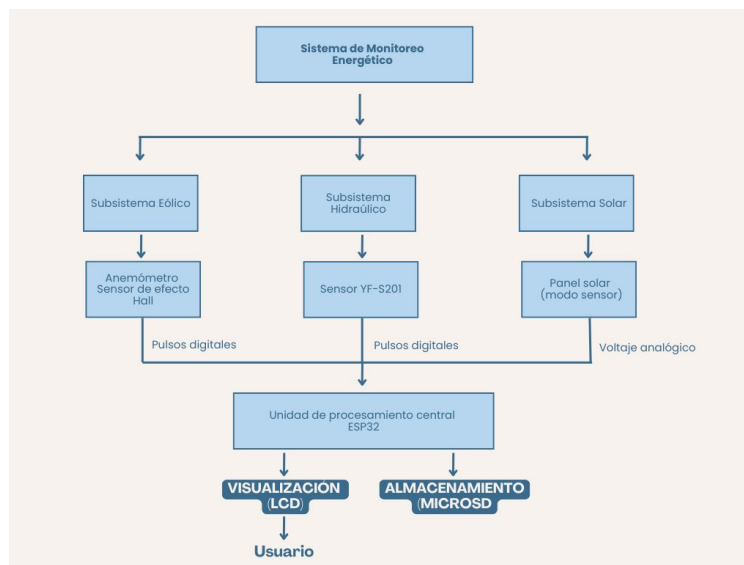 Sistema de Monitoreo
Energético
Subsistema Eólico
Subsistema
Hidraúlico
Subsistema Solar
Anemómetro
Sensor de efecto
Hall
Sensor YF-S201
Panel solar
(modo sensor)
Pulsos digitales
Pulsos digitales
Voltaje analógico
Unidad de procesamiento central
ESP32
VISUALIZACIÓN
(LCD)
ALMACENAMIENTO
(MICROSD
Usuario